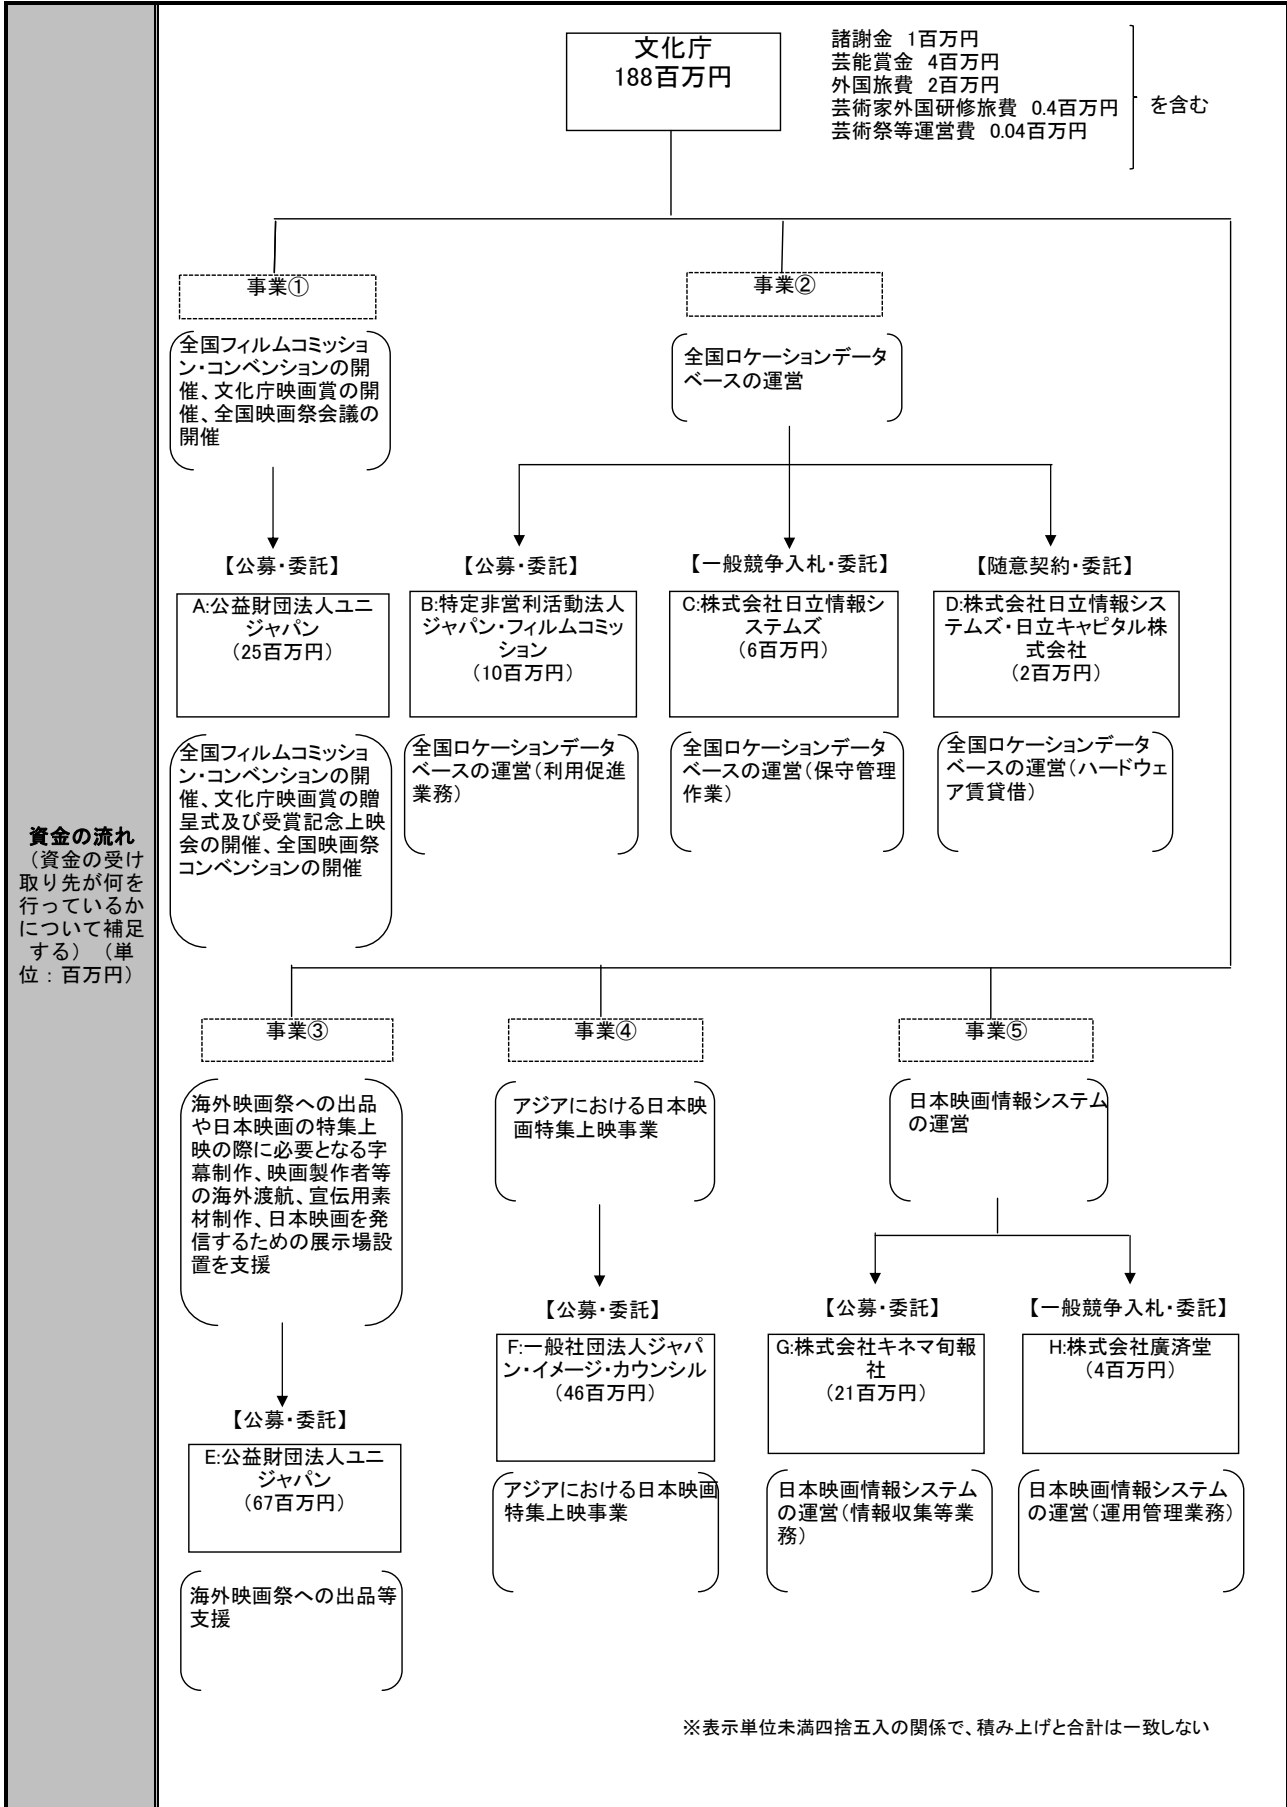 資金の流れ
（資金の受け
取り先が何を
行っているか
について補足
する）（単
位：百万円）
文化庁
188百万円
諸謝金 1百万円
芸能賞金 4百万円
外国旅費 2百万円
芸術家外国研修旅費 0.4百万円
芸術祭等運営費 0.04百万円
を含む
事業①
全国フィルムコミッショ
ン・コンベンションの開
催、文化庁映画賞の開
催、全国映画祭会議の
開催
事業②
全国ロケーションデータ
ベースの運営
【公募・委託】
A:公益財団法人ユニ
ジャパン
（25百万円）
全国フィルムコミッショ
ン・コンベンションの開
催、文化庁映画賞の贈
呈式及び受賞記念上映
会の開催、全国映画祭
コンベンションの開催
【公募・委託】
B:特定非営利活動法人
ジャパン・フィルムコミッ
ション
（10百万円）
全国ロケーションデータ
ベースの運営（利用促進
業務）
【一般競争入札・委託】
C:株式会社日立情報シ
ステムズ
（6百万円）
全国ロケーションデータ
ベースの運営（保守管理
作業）
【随意契約・委託】
D:株式会社日立情報シス
テムズ・日立キャピタル株
式会社
（2百万円）
全国ロケーションデータ
ベースの運営（ハードウェ
ア賃貸借）
事業③
海外映画祭への出品
や日本映画の特集上
映の際に必要となる字
幕制作、映画製作者等
の海外渡航、宣伝用素
材制作、日本映画を発
信するための展示場設
置を支援
【公募・委託】
E:公益財団法人ユニ
ジャパン
（67百万円）
海外映画祭への出品等
支援
事業④
アジアにおける日本映
画特集上映事業
【公募・委託】
F:一般社団法人ジャパ
ン・イメージ・カウンシル
（46百万円）
アジアにおける日本映画
特集上映事業
事業⑤
日本映画情報システム
の運営
【公募・委託】
G:株式会社キネマ旬報
社
（21百万円）
日本映画情報システム
の運営（情報収集等業
務）
【一般競争入札・委託】
H:株式会社廣済堂
（4百万円）
日本映画情報システム
の運営（運用管理業務）
※表示単位未満四捨五入の関係で、積み上げと合計は一致しない